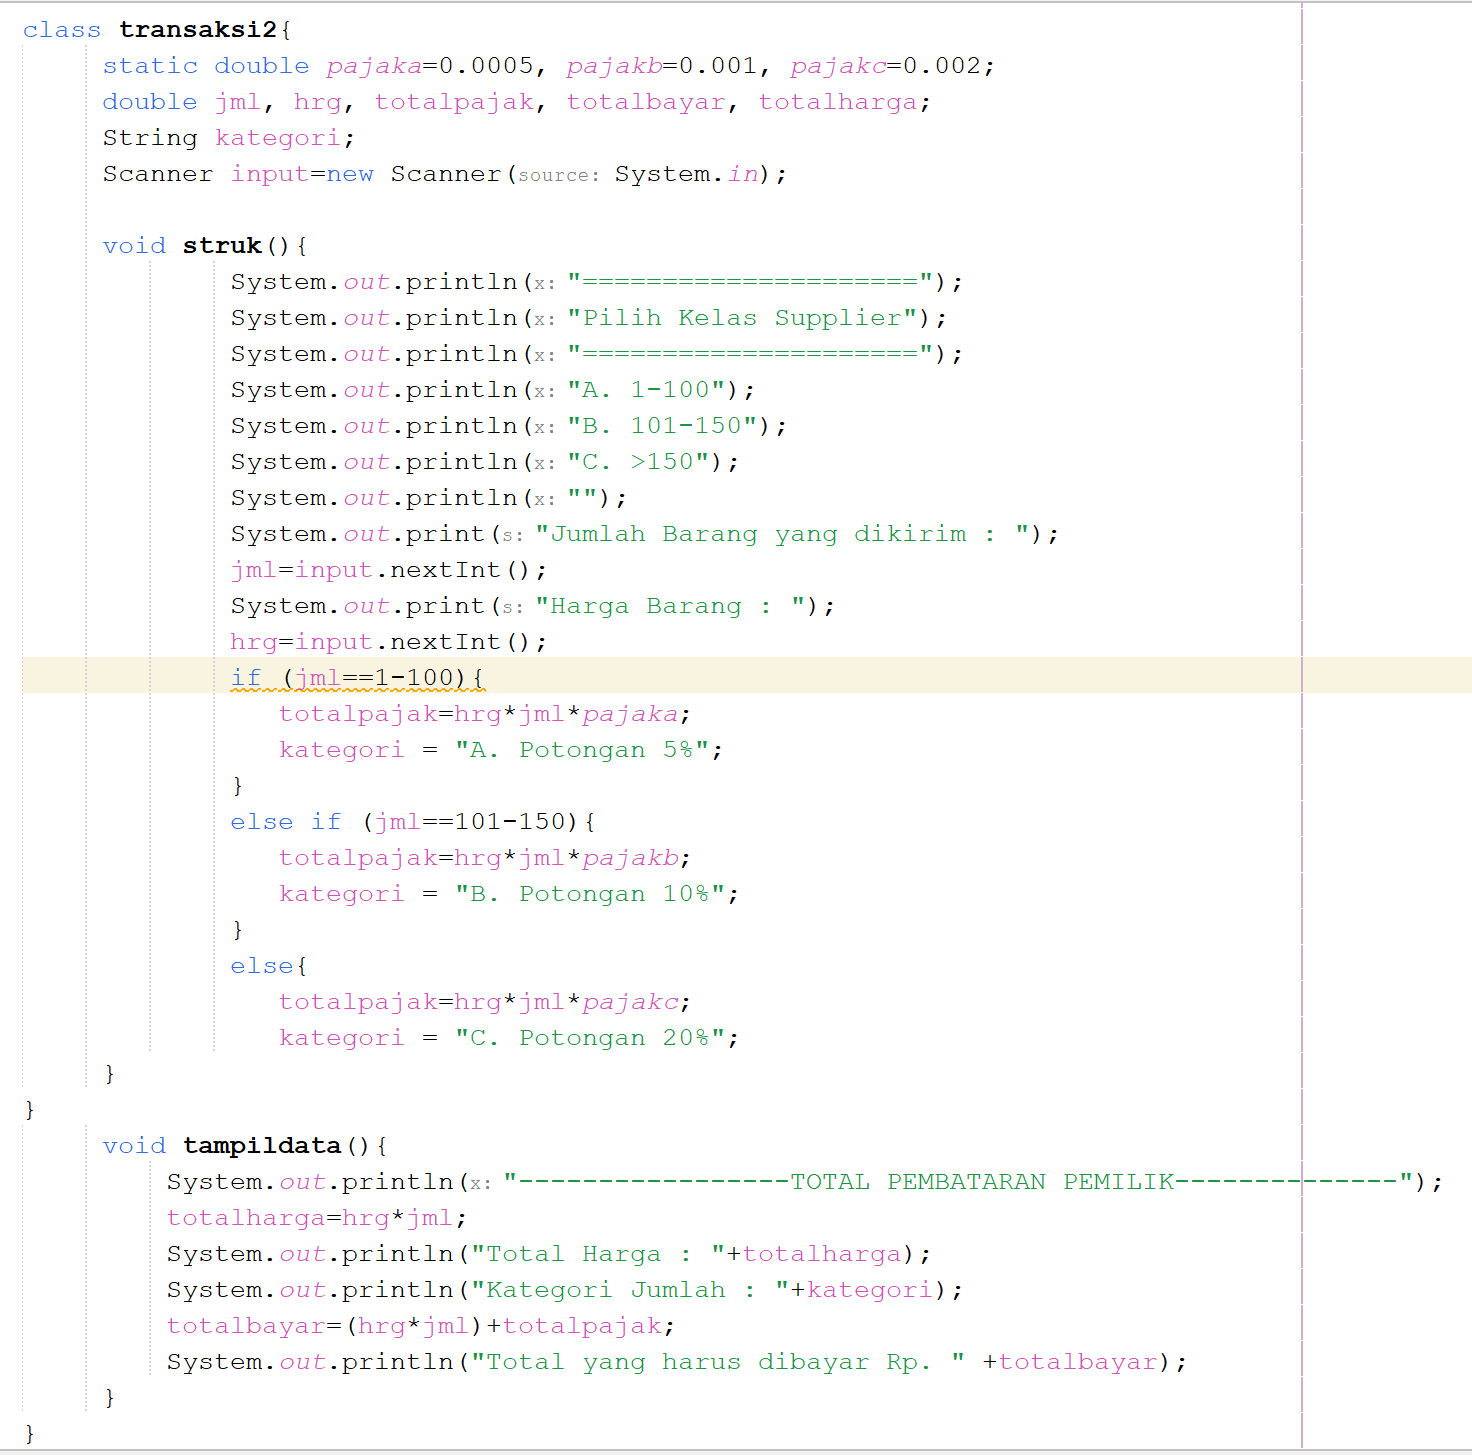 class transaksi2{
    static double pajaka=0.0005, pajakb=0.001, pajakc=0.002;
    double jml, hrg, totalpajak, totalbayar, totalharga;
    String kategori;
    Scanner input=new Scanner(source: System.in);

    void struk(){
            System.out.println(x: "=====================");
            System.out.println(x: "Pilih Kelas Supplier");
            System.out.println(x: "=====================");
            System.out.println(x: "A. 1-100");
            System.out.println(x: "B. 101-150");
            System.out.println(x: "C. >150");
            System.out.println(x: "");
            System.out.print(s: "Jumlah Barang yang dikirim : ");
            jml=input.nextInt();
            System.out.print(s: "Harga Barang : ");
            hrg=input.nextInt();
            if (jml==1-100){
               totalpajak=hrg*jml*pajaka;
               kategori = "A. Potongan 5%";
            }
            else if (jml==101-150){
               totalpajak=hrg*jml*pajakb;
               kategori = "B. Potongan 10%";
            }
            else{
               totalpajak=hrg*jml*pajakc;
               kategori = "C. Potongan 20%";
    }
}
    void tampildata(){
        System.out.println(x: "-----------------TOTAL PEMBATARAN PEMILIK--------------");
        totalharga=hrg*jml;
        System.out.println("Total Harga : "+totalharga);
        System.out.println("Kategori Jumlah : "+kategori);
        totalbayar=(hrg*jml)+totalpajak;
        System.out.println("Total yang harus dibayar Rp. " +totalbayar);
    }
}